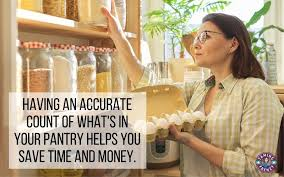 HAVING AN ACCURATE
COUNT OF WHAT'S IN
YOUR PANTRY HELPS YOU
SAVE TIME AND MONEY.